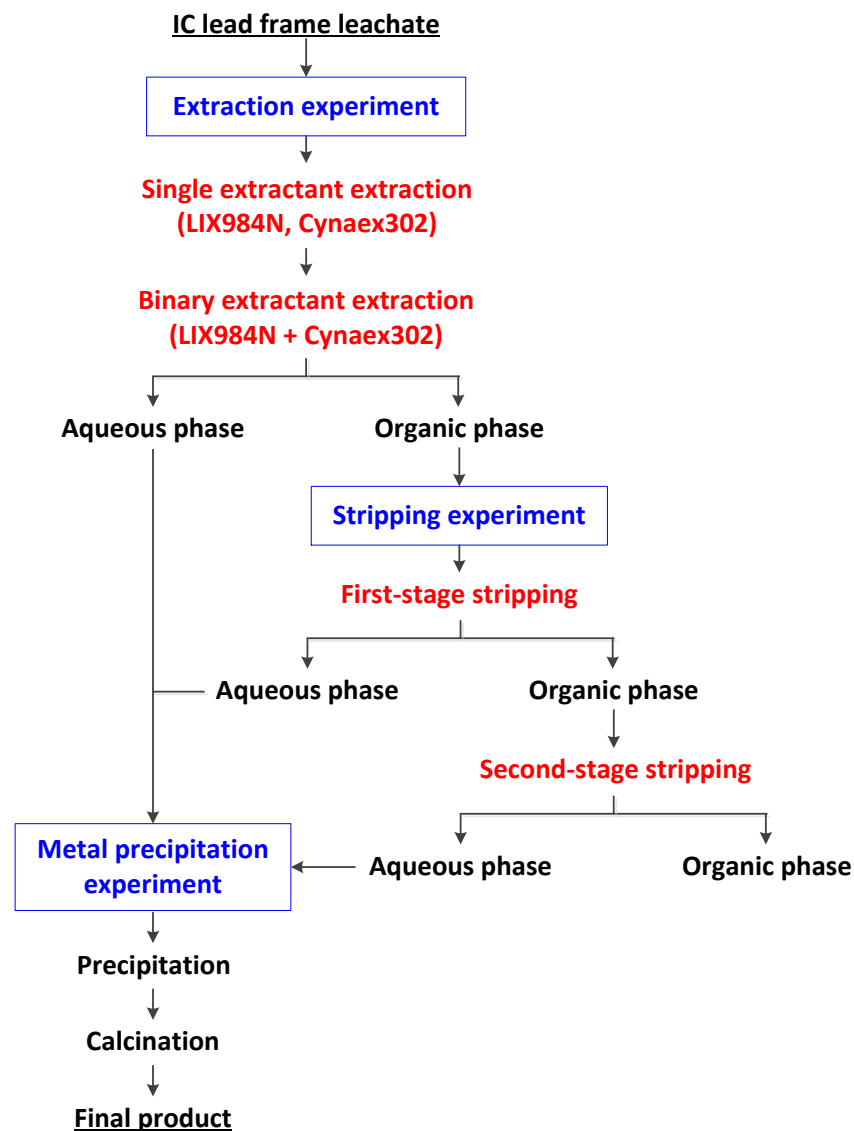 IC lead frame leachate
Extraction experiment
Single extractant extraction
(LIX984N, Cynaex302)
Binary extractant extraction
(LIX984N + Cynaex302)
Aqueous phase
Organic phase
Stripping experiment
First-stage stripping
Aqueous phase
Organic phase
Second-stage stripping
Metal precipitation
experiment
Aqueous phase
Organic phase
Precipitation
Calcination
Final product